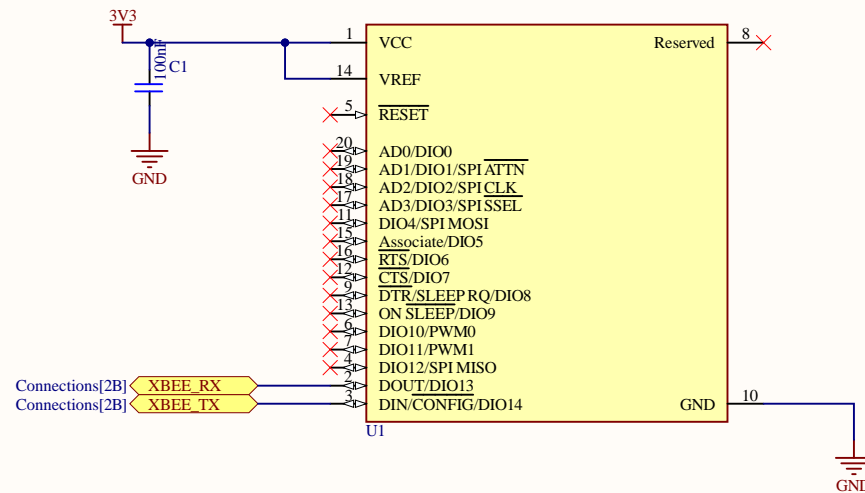 3V3
100nF
C1
GND
1 VCC
14 VREF
5 RESET
20 AD0/DIO0
19 AD1/DIO1/SPI ATTN
18 AD2/DIO2/SPI CLK
17 AD3/DIO3/SPI SSEL
11 DIO4/SPI MOSI
15 Associate/DIO5
16 RTS/DIO6
12 CTS/DIO7
9 DTR/SLEEP RQ/DIO8
13 ON SLEEP/DIO9
6 DIO10/PWM0
7 DIO11/PWM1
4 DIO12/SPI MISO
Connections[2B] XBEE_RX 2 DOUT/DIO13
Connections[2B] XBEE_TX 3 DIN/CONFIG/DIO14
U1
Reserved 8
GND 10
GND